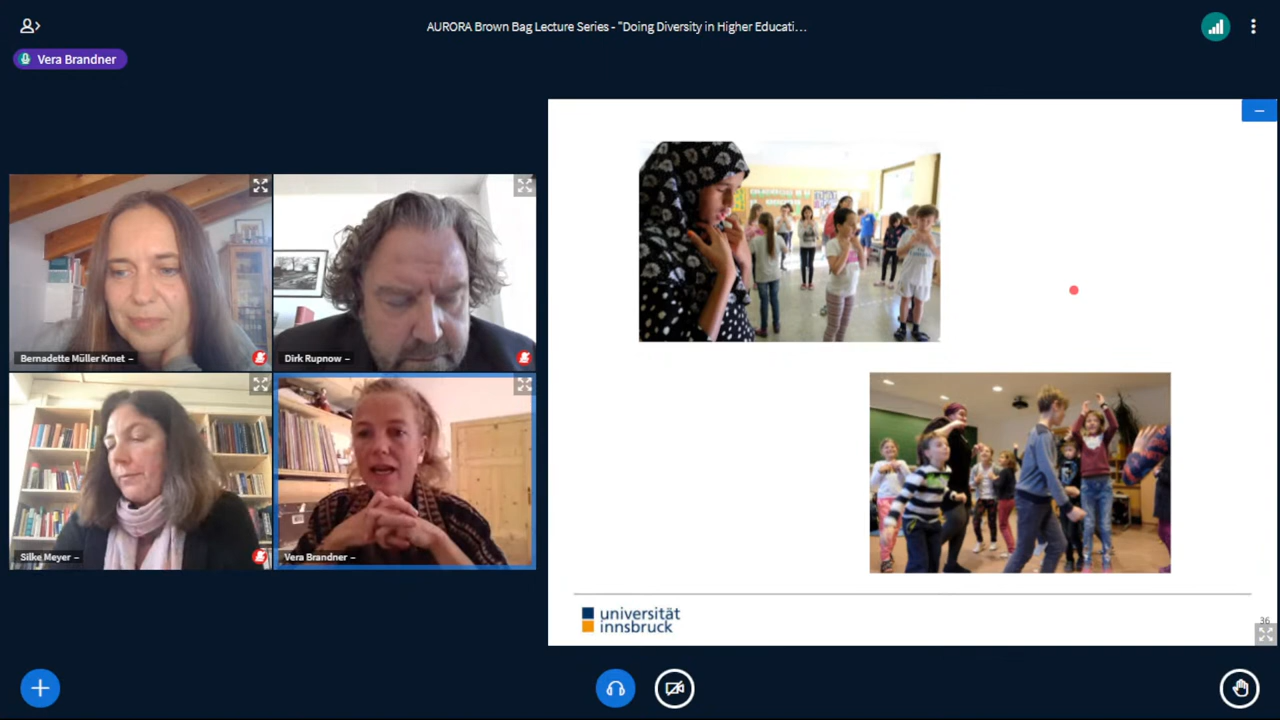 AURORA Brown Bag Lecture Series - "Doing Diversity in Higher Educati…
Vera Brandner
Bernadette Müller Kmet –
Dirk Rupnow –
Silke Meyer –
Vera Brandner –
universität
innsbruck
36